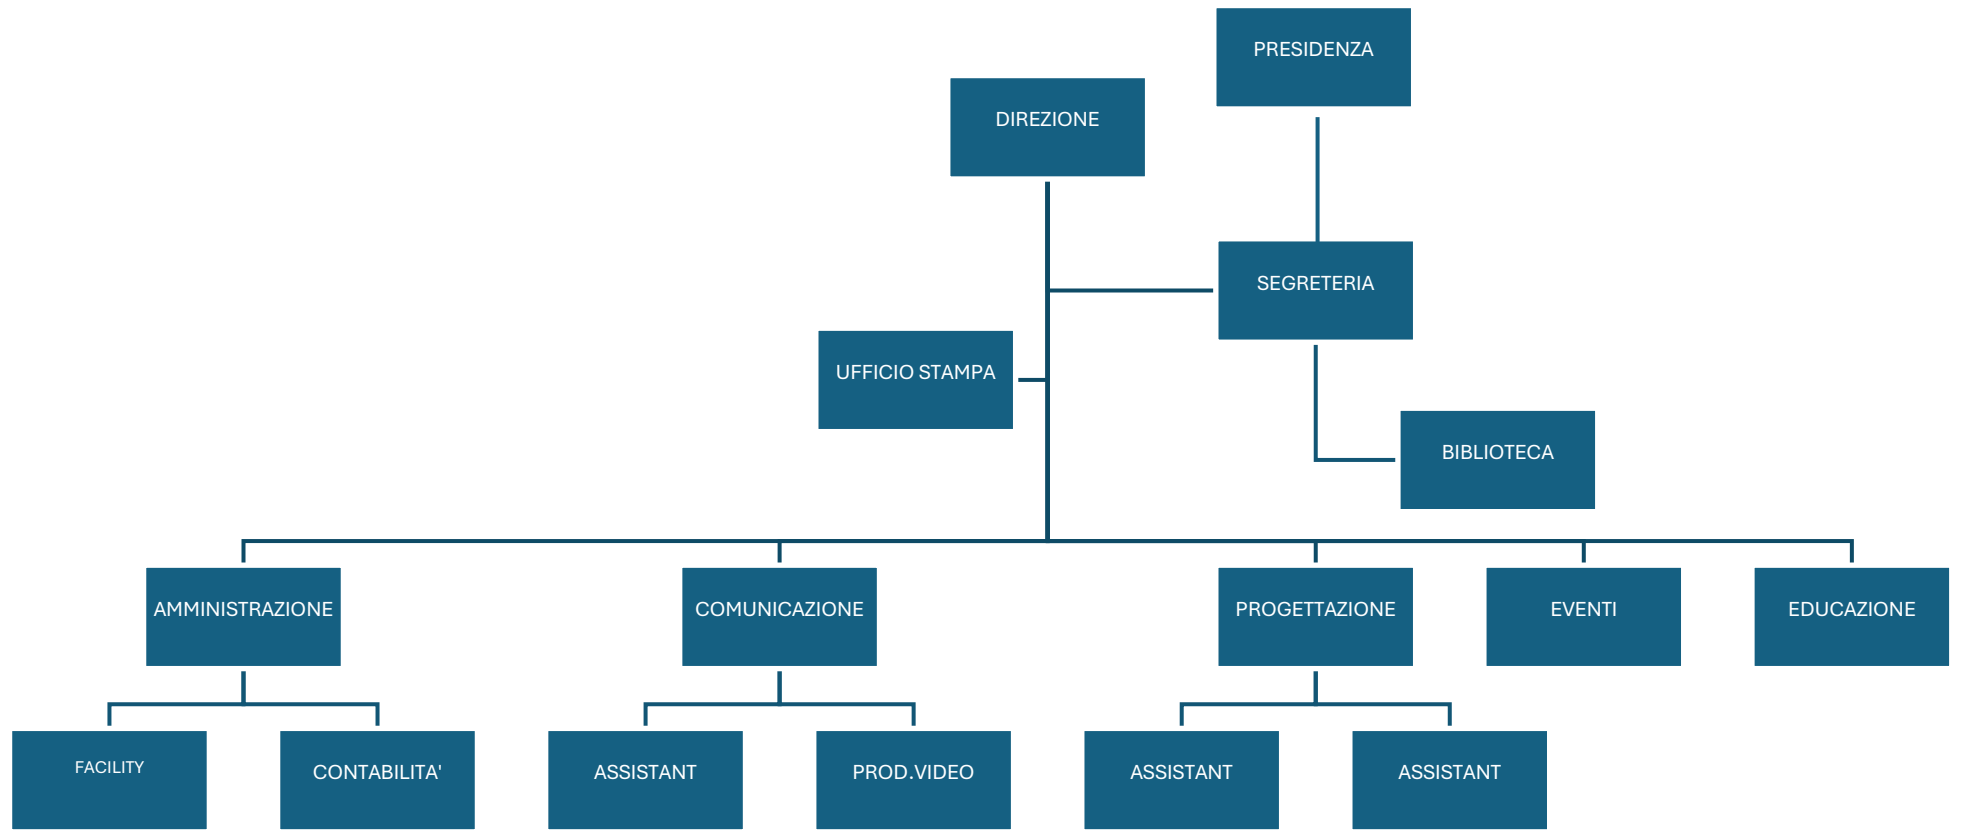 PRESIDENZA
DIREZIONE
SEGRETERIA
UFFICIO STAMPA
BIBLIOTECA
AMMINISTRAZIONE
COMUNICAZIONE
PROGETTAZIONE
EVENTI
EDUCAZIONE
FACILITY
CONTABILITA'
ASSISTANT
PROD.VIDEO
ASSISTANT
ASSISTANT